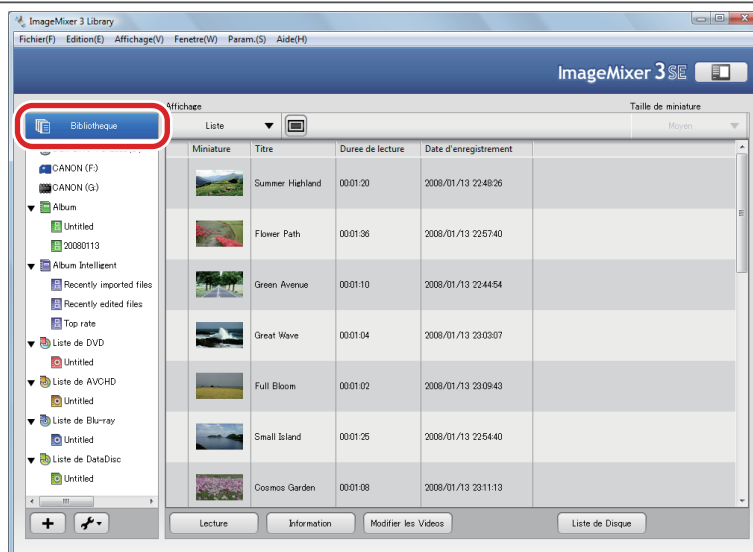 ImageMixer 3 Library
Fichier(F) Edition(E) Affichage(V) Fenetre(W) Param.(S) Aide(H)
ImageMixer 3 SE
Affichage
Taille de miniature
Bibliotheque
Liste
Moyen
Miniature Titre Duree de lecture Date d'enregistrement
CANON (F:)
CANON (G:)
Album
Untitled
20080113
Album Intelligent
Recently imported files
Recently edited files
Top rate
Liste de DVD
Untitled
Liste de AVCHD
Untitled
Liste de Blu-ray
Untitled
Liste de DataDisc
Untitled
Summer Highland 00:01:20 2008/01/13 22:48:26
Flower Path 00:01:36 2008/01/13 22:57:40
Green Avenue 00:01:10 2008/01/13 22:44:54
Great Wave 00:01:04 2008/01/13 23:03:07
Full Bloom 00:01:02 2008/01/13 23:09:43
Small Island 00:01:25 2008/01/13 22:54:40
Cosmos Garden 00:01:08 2008/01/13 23:11:13
Lecture Information Modifier les Videos Liste de Disque